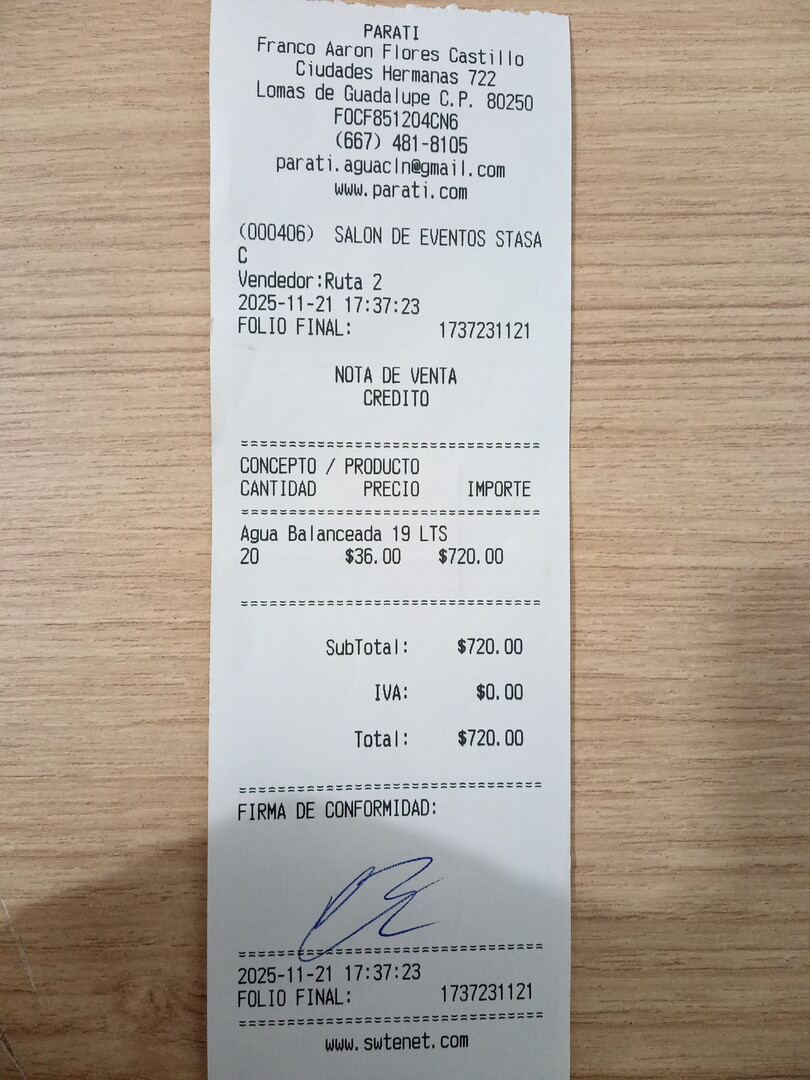 PARATI
Franco Aaron Flores Castillo
Ciudades Hermanas 722
Lomas de Guadalupe C.P. 80250
FOCF851204CN6
(667) 481-8105
parati.aguacln@gmail.com
www.parati.com
(000406) SALON DE EVENTOS STASA
C
Vendedor:Ruta 2
2025-11-21 17:37:23
FOLIO FINAL: 1737231121
NOTA DE VENTA
CREDITO
================================
CONCEPTO / PRODUCTO
CANTIDAD PRECIO IMPORTE
================================
Agua Balanceada 19 LTS
20 $36.00 $720.00
================================
SubTotal: $720.00
IVA: $0.00
Total: $720.00
================================
FIRMA DE CONFORMIDAD:
================================
2025-11-21 17:37:23
FOLIO FINAL: 1737231121
================================
www.swtenet.com